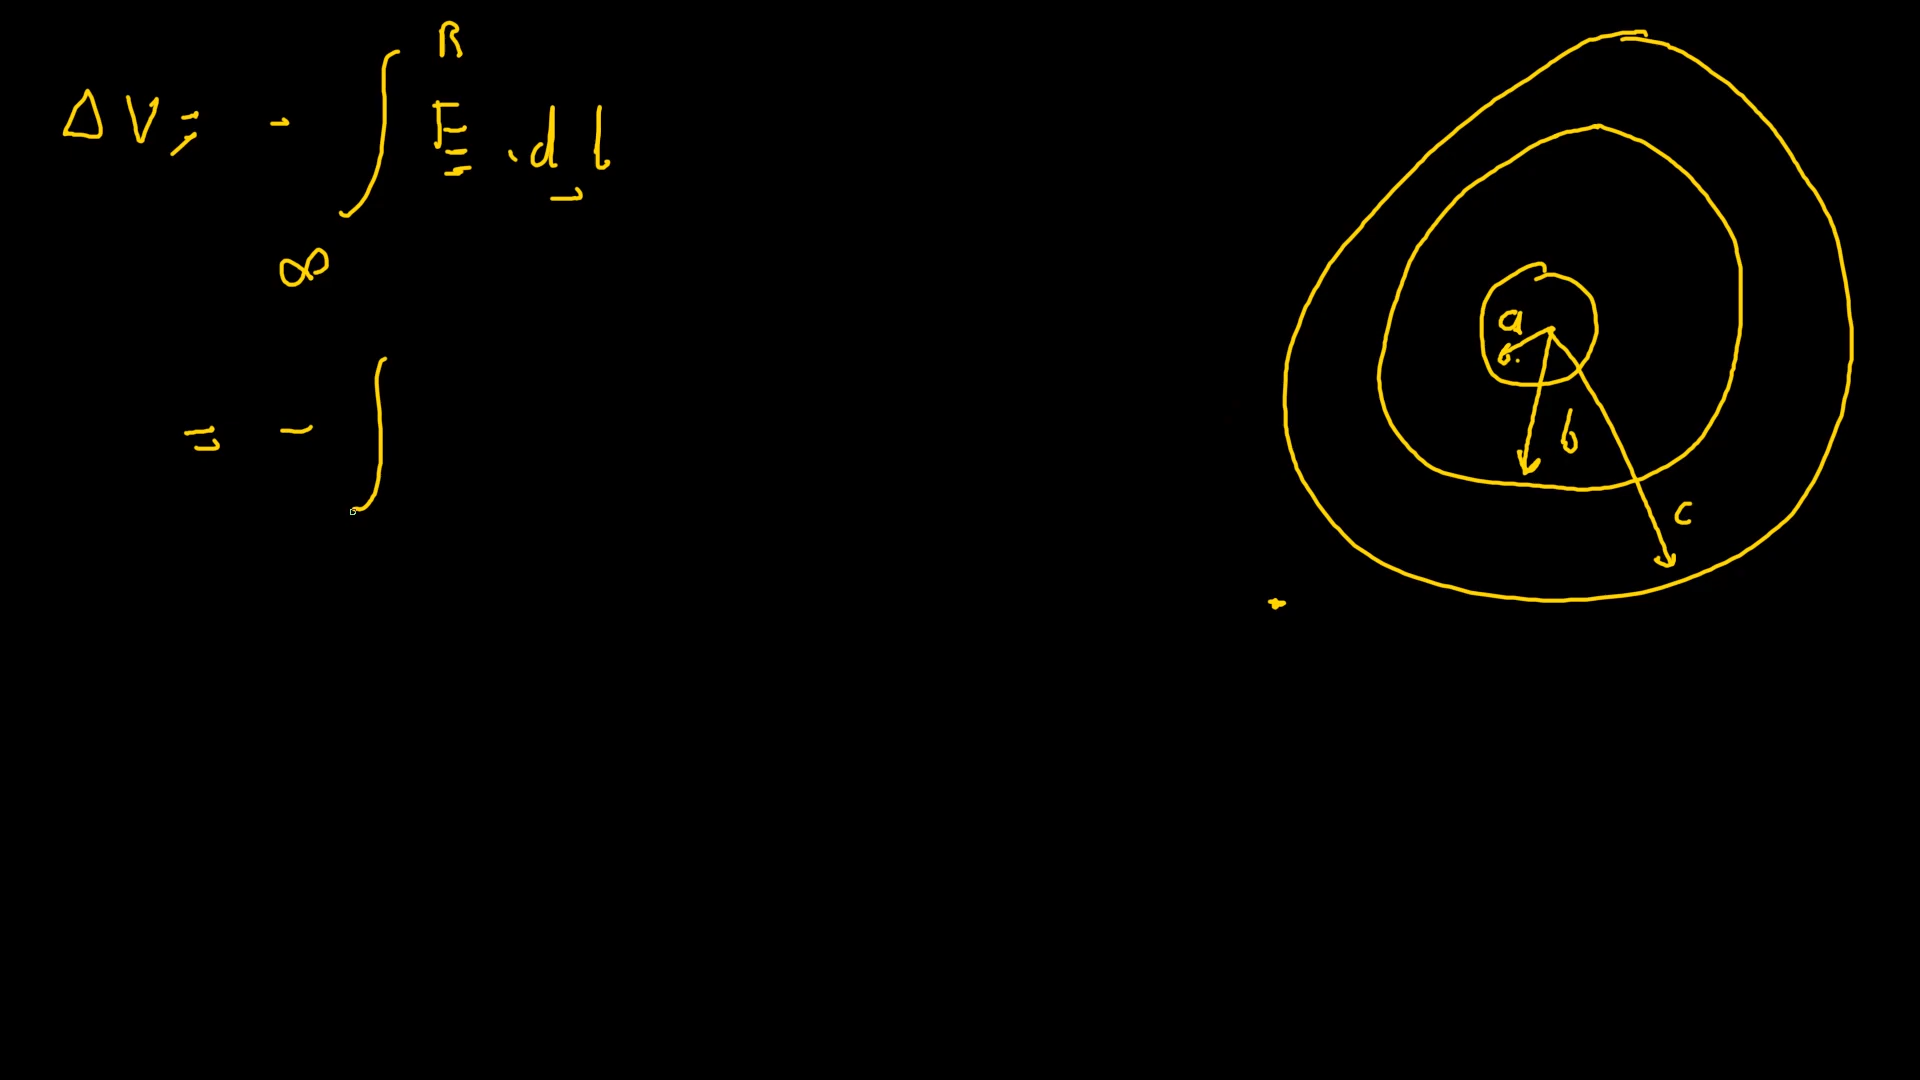 ΔV = - ∫_∞^R E . dl
= - ∫
a
b
c